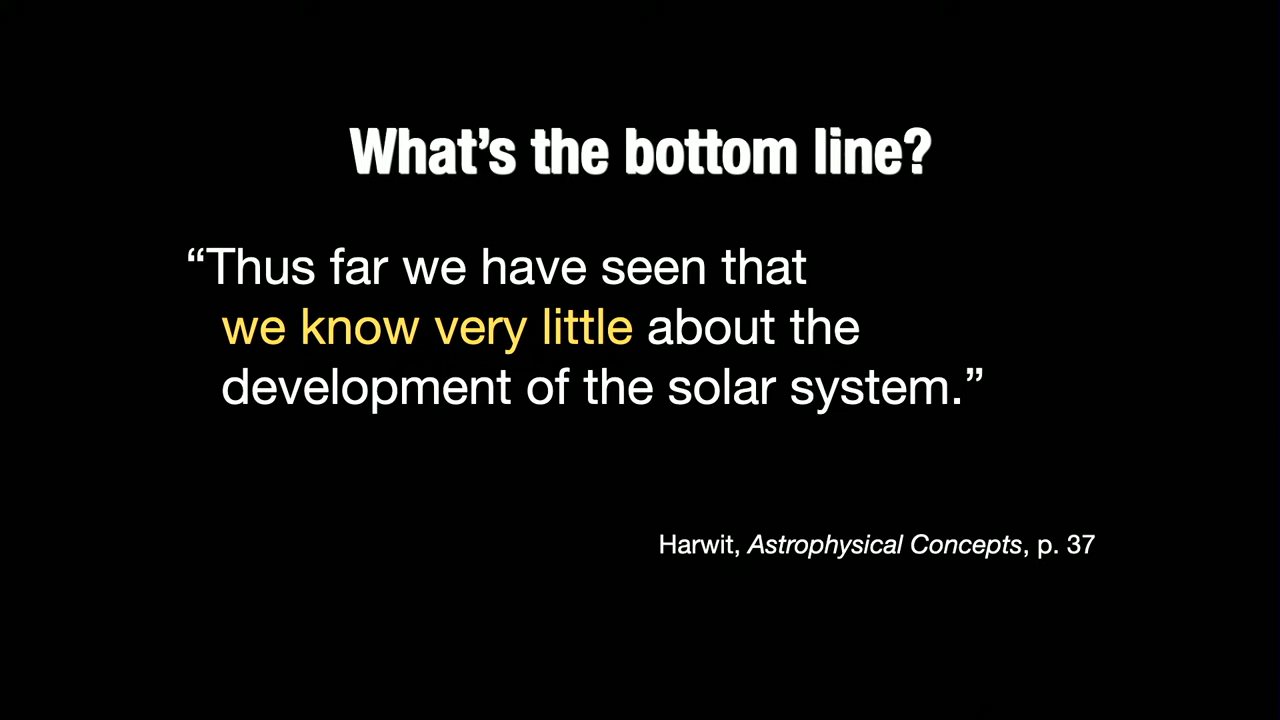 What’s the bottom line?
“Thus far we have seen that
we know very little about the
development of the solar system.”
Harwit, Astrophysical Concepts, p. 37